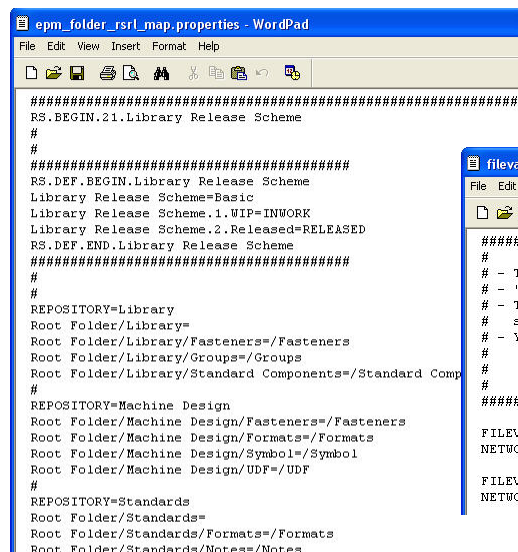 epm_folder_rsrl_map.properties - WordPad
File Edit View Insert Format Help
####################################################################
RS.BEGIN.21.Library Release Scheme
#
#
########################################
RS.DEF.BEGIN.Library Release Scheme
Library Release Scheme=Basic
Library Release Scheme.1.WIP=INWORK
Library Release Scheme.2.Released=RELEASED
RS.DEF.END.Library Release Scheme
########################################
#
#
REPOSITORY=Library
Root Folder/Library=
Root Folder/Library/Fasteners=/Fasteners
Root Folder/Library/Groups=/Groups
Root Folder/Library/Standard Components=/Standard Comp
#
REPOSITORY=Machine Design
Root Folder/Machine Design/Fasteners=/Fasteners
Root Folder/Machine Design/Formats=/Formats
Root Folder/Machine Design/Symbol=/Symbol
Root Folder/Machine Design/UDF=/UDF
#
REPOSITORY=Standards
Root Folder/Standards=
Root Folder/Standards/Formats=/Formats
Root Folder/Standards/Notes=/Notes
fileva
File Edit
#####
#
# - T
# - '
# - T
# s
# - Y
#
#
#
#####
FILEV
NETWO
FILEV
NETWO